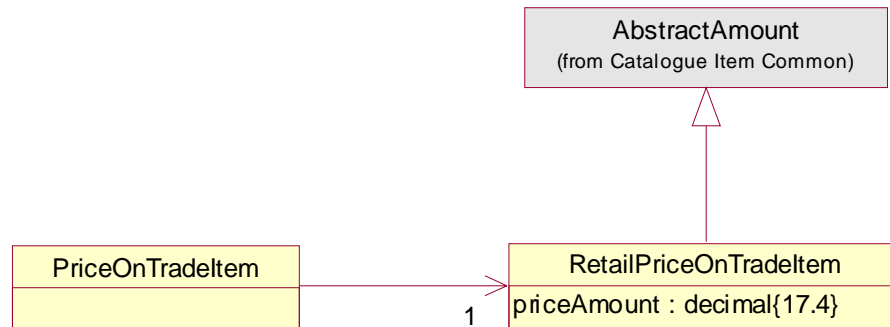 AbstractAmount
(from Catalogue Item Common)
PriceOnTradeItem
RetailPriceOnTradeItem
priceAmount : decimal{17.4}
1